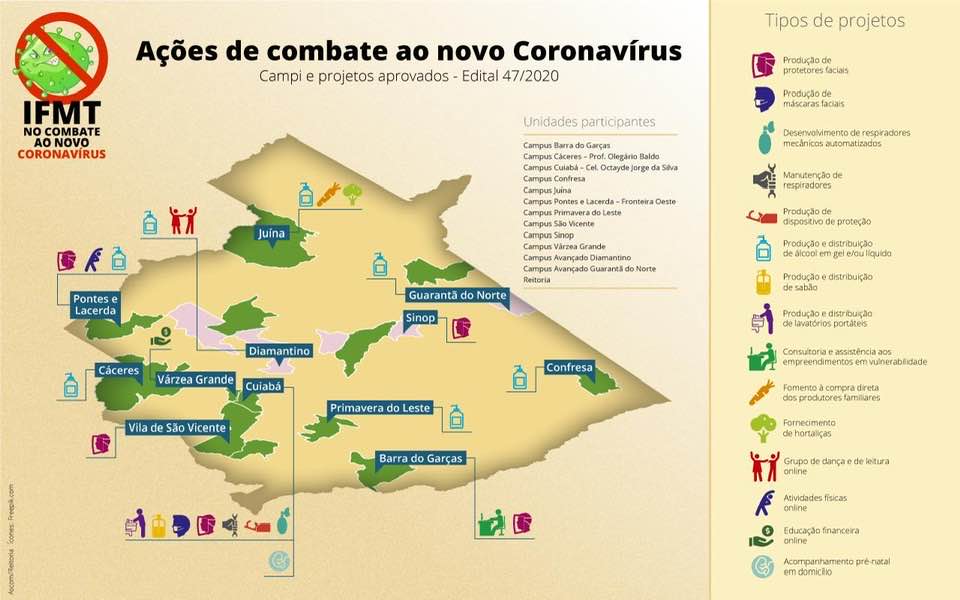 IFMT
NO COMBATE
AO NOVO
CORONAVÍRUS
Ações de combate ao novo Coronavírus
Campi e projetos aprovados - Edital 47/2020
Unidades participantes
Campus Barra do Garças
Campus Cáceres – Prof. Olegário Baldo
Campus Cuiabá – Cel. Octayde Jorge da Silva
Campus Confresa
Campus Juína
Campus Pontes e Lacerda – Fronteira Oeste
Campus Primavera do Leste
Campus São Vicente
Campus Sinop
Campus Várzea Grande
Campus Avançado Diamantino
Campus Avançado Guarantã do Norte
Reitoria
Juína
Pontes e
Lacerda
Guarantã do Norte
Sinop
Diamantino
Cáceres
Várzea Grande
Cuiabá
Confresa
Primavera do Leste
Vila de São Vicente
Barra do Garças
Ascom/Reitoria Ícones: Freepik.com
Tipos de projetos
Produção de
protetores faciais
Produção de
máscaras faciais
Desenvolvimento de respiradores
mecânicos automatizados
Manutenção de
respiradores
Produção de
dispositivo de proteção
Produção e distribuição
de álcool em gel e/ou líquido
Produção e distribuição
de sabão
Produção e distribuição
de lavatórios portáteis
Consultoria e assistência aos
empreendimentos em vulnerabilidade
Fomento à compra direta
dos produtores familiares
Fornecimento
de hortaliças
Grupo de dança e de leitura
online
Atividades físicas
online
Educação financeira
online
Acompanhamento pré-natal
em domicílio